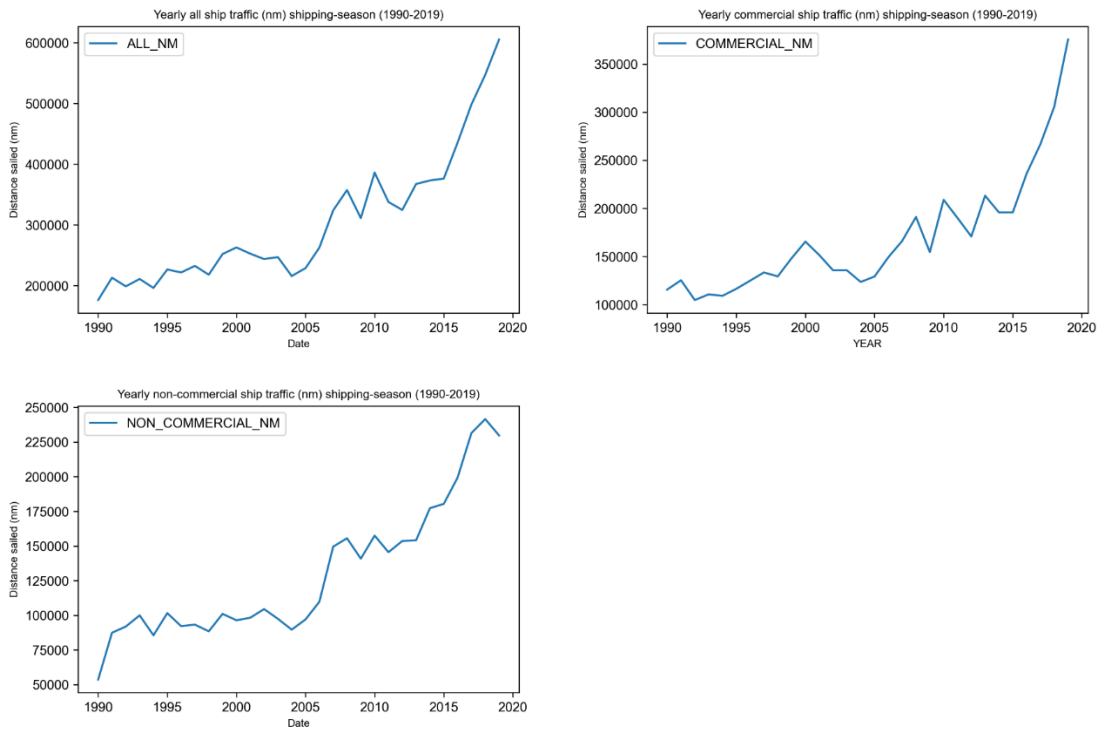 Yearly all ship traffic (nm) shipping-season (1990-2019)
ALL_NM
600000
500000
400000
300000
200000
Distance sailed (nm)
1990 1995 2000 2005 2010 2015 2020
Date
Yearly commercial ship traffic (nm) shipping-season (1990-2019)
COMMERCIAL_NM
350000
300000
250000
200000
150000
100000
Distance sailed (nm)
1990 1995 2000 2005 2010 2015 2020
YEAR
Yearly non-commercial ship traffic (nm) shipping-season (1990-2019)
NON_COMMERCIAL_NM
250000
225000
200000
175000
150000
125000
100000
75000
50000
Distance sailed (nm)
1990 1995 2000 2005 2010 2015 2020
Date